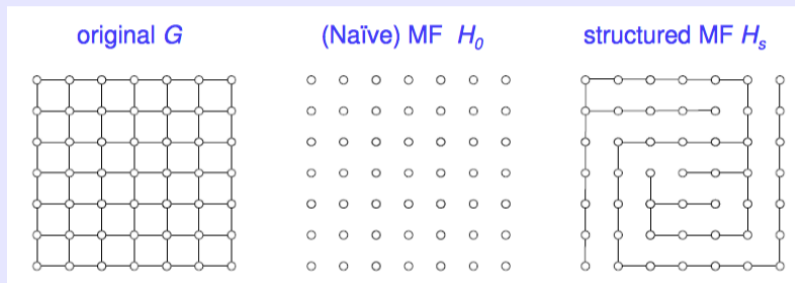 original G
(Naïve) MF H₀
structured MF Hₛ